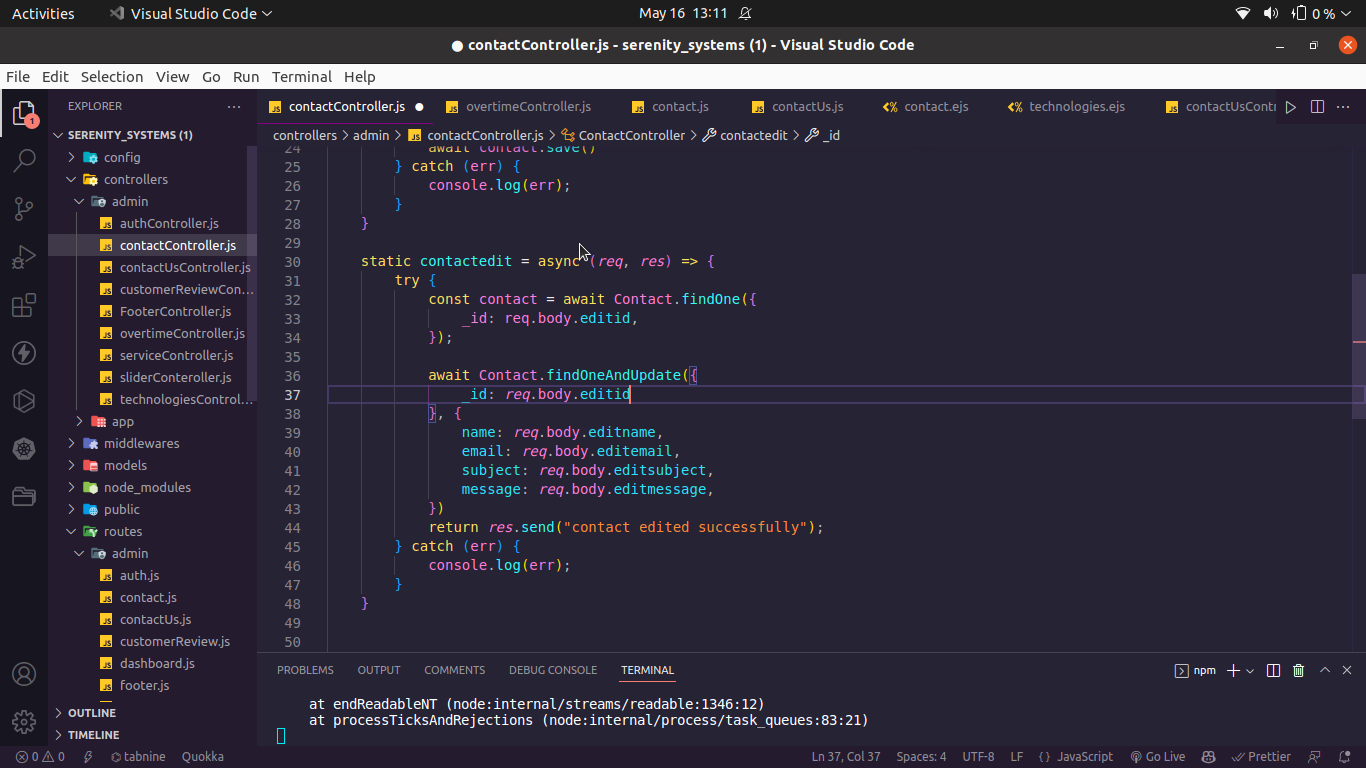 Activities Visual Studio Code May 16 13:11 0 %
contactController.js - serenity_systems (1) - Visual Studio Code
File Edit Selection View Go Run Terminal Help
EXPLORER ··· contactController.js overtimeController.js contact.js contactUs.js contact.ejs technologies.ejs contactUsContr ···
SERENITY_SYSTEMS (1)
controllers > admin > contactController.js > ContactController > contactedit > _id
1
config
controllers
admin
authController.js
contactController.js
contactUsController.js
customerReviewCon...
FooterController.js
overtimeController.js
serviceController.js
sliderConteroller.js
technologiesControl...
app
middlewares
models
node_modules
public
routes
admin
auth.js
contact.js
contactUs.js
customerReview.js
dashboard.js
footer.js
OUTLINE
TIMELINE
24 await contact.save()
25 } catch (err) {
26 console.log(err);
27 }
28 }
29
30 static contactedit = async (req, res) => {
31 try {
32 const contact = await Contact.findOne({
33 _id: req.body.editid,
34 });
35
36 await Contact.findOneAndUpdate({
37 _id: req.body.editid
38 }, {
39 name: req.body.editname,
40 email: req.body.editemail,
41 subject: req.body.editsubject,
42 message: req.body.editmessage,
43 })
44 return res.send("contact edited successfully");
45 } catch (err) {
46 console.log(err);
47 }
48 }
49
50
PROBLEMS OUTPUT COMMENTS DEBUG CONSOLE TERMINAL npm
at endReadableNT (node:internal/streams/readable:1346:12)
at processTicksAndRejections (node:internal/process/task_queues:83:21)
0 0 tabnine Quokka Ln 37, Col 37 Spaces: 4 UTF-8 LF {} JavaScript Go Live Prettier